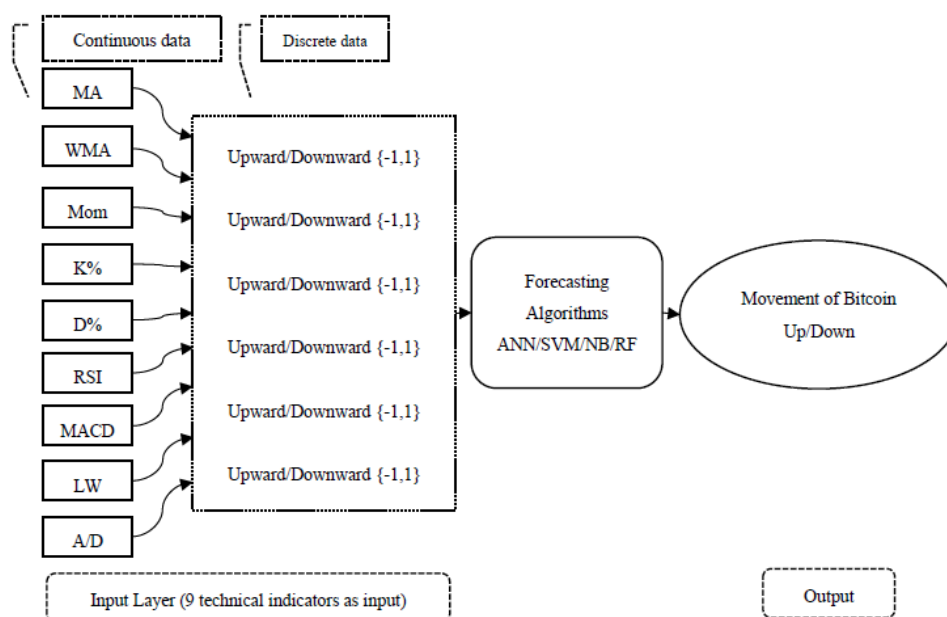 Continuous data
Discrete data
MA
WMA
Mom
K%
D%
RSI
MACD
LW
A/D
Upward/Downward {-1,1}
Upward/Downward {-1,1}
Upward/Downward {-1,1}
Upward/Downward {-1,1}
Upward/Downward {-1,1}
Upward/Downward {-1,1}
Forecasting
Algorithms
ANN/SVM/NB/RF
Movement of Bitcoin
Up/Down
Input Layer (9 technical indicators as input)
Output